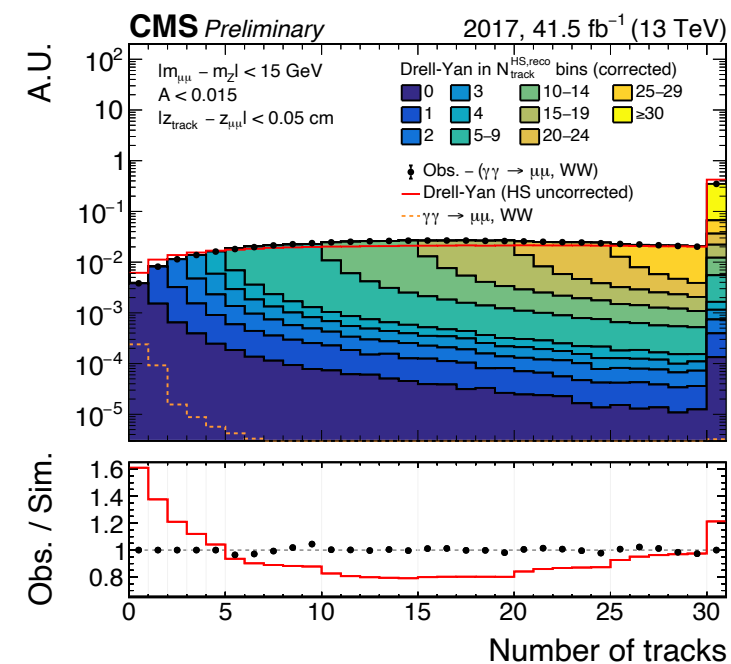 CMS Preliminary 2017, 41.5 fb⁻¹ (13 TeV)
A.U.
|m_μμ − m_Z| < 15 GeV
A < 0.015
|z_track − z_μμ| < 0.05 cm
Drell-Yan in N_track^HS,reco bins (corrected)
0 3 10–14 25–29
1 4 15–19 ≥30
2 5–9 20–24
Obs. – (γγ → μμ, WW)
Drell-Yan (HS uncorrected)
γγ → μμ, WW
10²
10
1
10⁻¹
10⁻²
10⁻³
10⁻⁴
10⁻⁵
Obs. / Sim.
1.6
1.4
1.2
1
0.8
0 5 10 15 20 25 30
Number of tracks